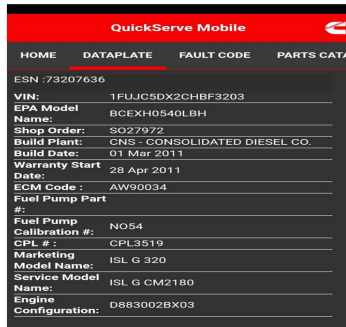 QuickServe Mobile
HOME DATAPLATE FAULT CODE PARTS CATA
ESN :73207636
VIN: 1FUJC5DX2CHBF3203
EPA Model Name: BCEXH0540LBH
Shop Order: SO27972
Build Plant: CNS - CONSOLIDATED DIESEL CO.
Build Date: 01 Mar 2011
Warranty Start Date: 28 Apr 2011
ECM Code : AW90034
Fuel Pump Part #:
Fuel Pump Calibration #: NO54
CPL # : CPL3519
Marketing Model Name: ISL G 320
Service Model Name: ISL G CM2180
Engine Configuration: D883002BX03